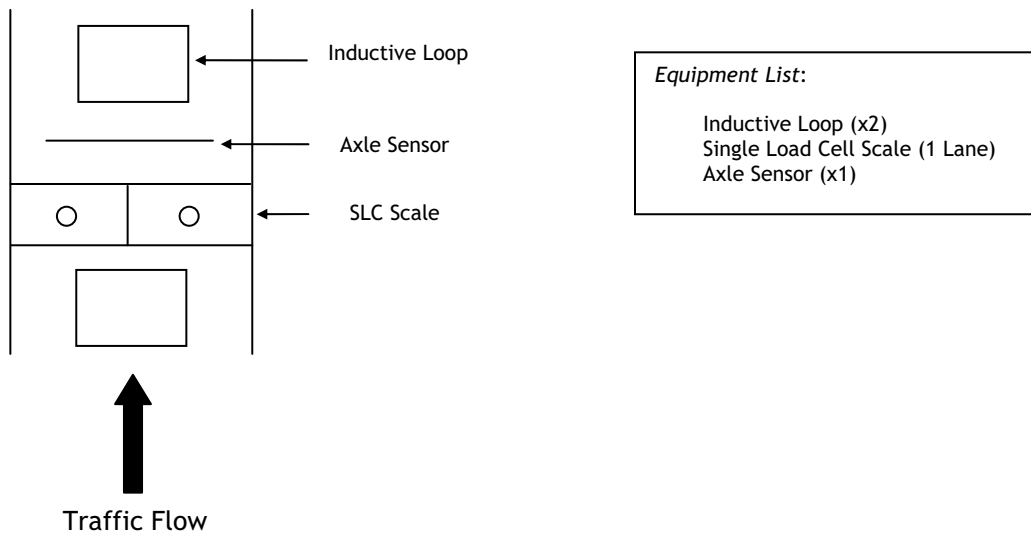 Inductive Loop
Axle Sensor
SLC Scale
Traffic Flow
Equipment List:
Inductive Loop (x2)
Single Load Cell Scale (1 Lane)
Axle Sensor (x1)